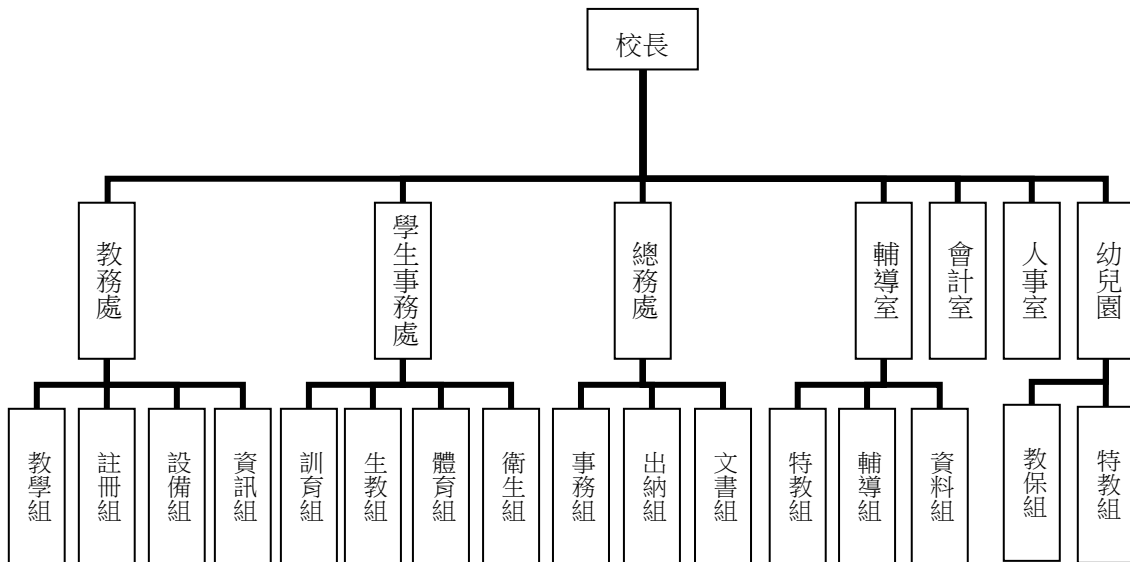 校長
教務處
學生事務處
總務處
輔導室
會計室
人事室
幼兒園
教學組
註冊組
設備組
資訊組
訓育組
生教組
體育組
衛生組
事務組
出納組
文書組
特教組
輔導組
資料組
教保組
特教組